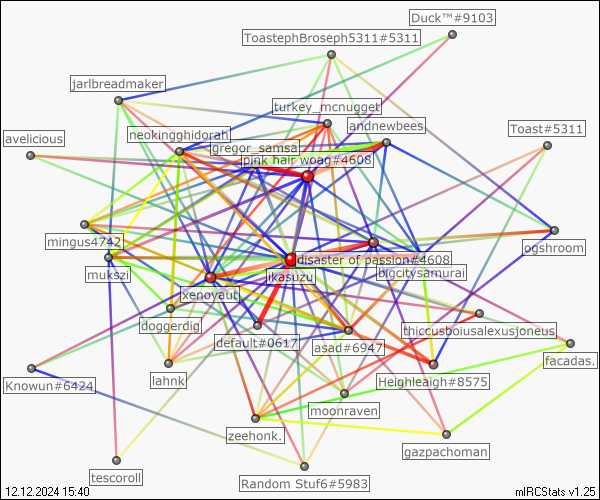 Duck™#9103
ToastephBroseph5311#5311
jarlbreadmaker
turkey_mcnugget
andnewbees
Toast#5311
neokingghidorah
avelicious
gregor_samsa
pink hair woag#4608
mingus4742
ogshroom
disaster of passion#4608
mukszi
ikasuzu
bigcitysamurai
xenoyaut
doggerdig
thiccusboiusalexusjoneus
default#0617
asad#6947
facadas.
lahnk
Heighleaigh#8575
Knowun#6424
moonraven
zeehonk.
gazpachoman
tescoroll
Random Stuf6#5983
12.12.2024 15:40
mIRCStats v1.25